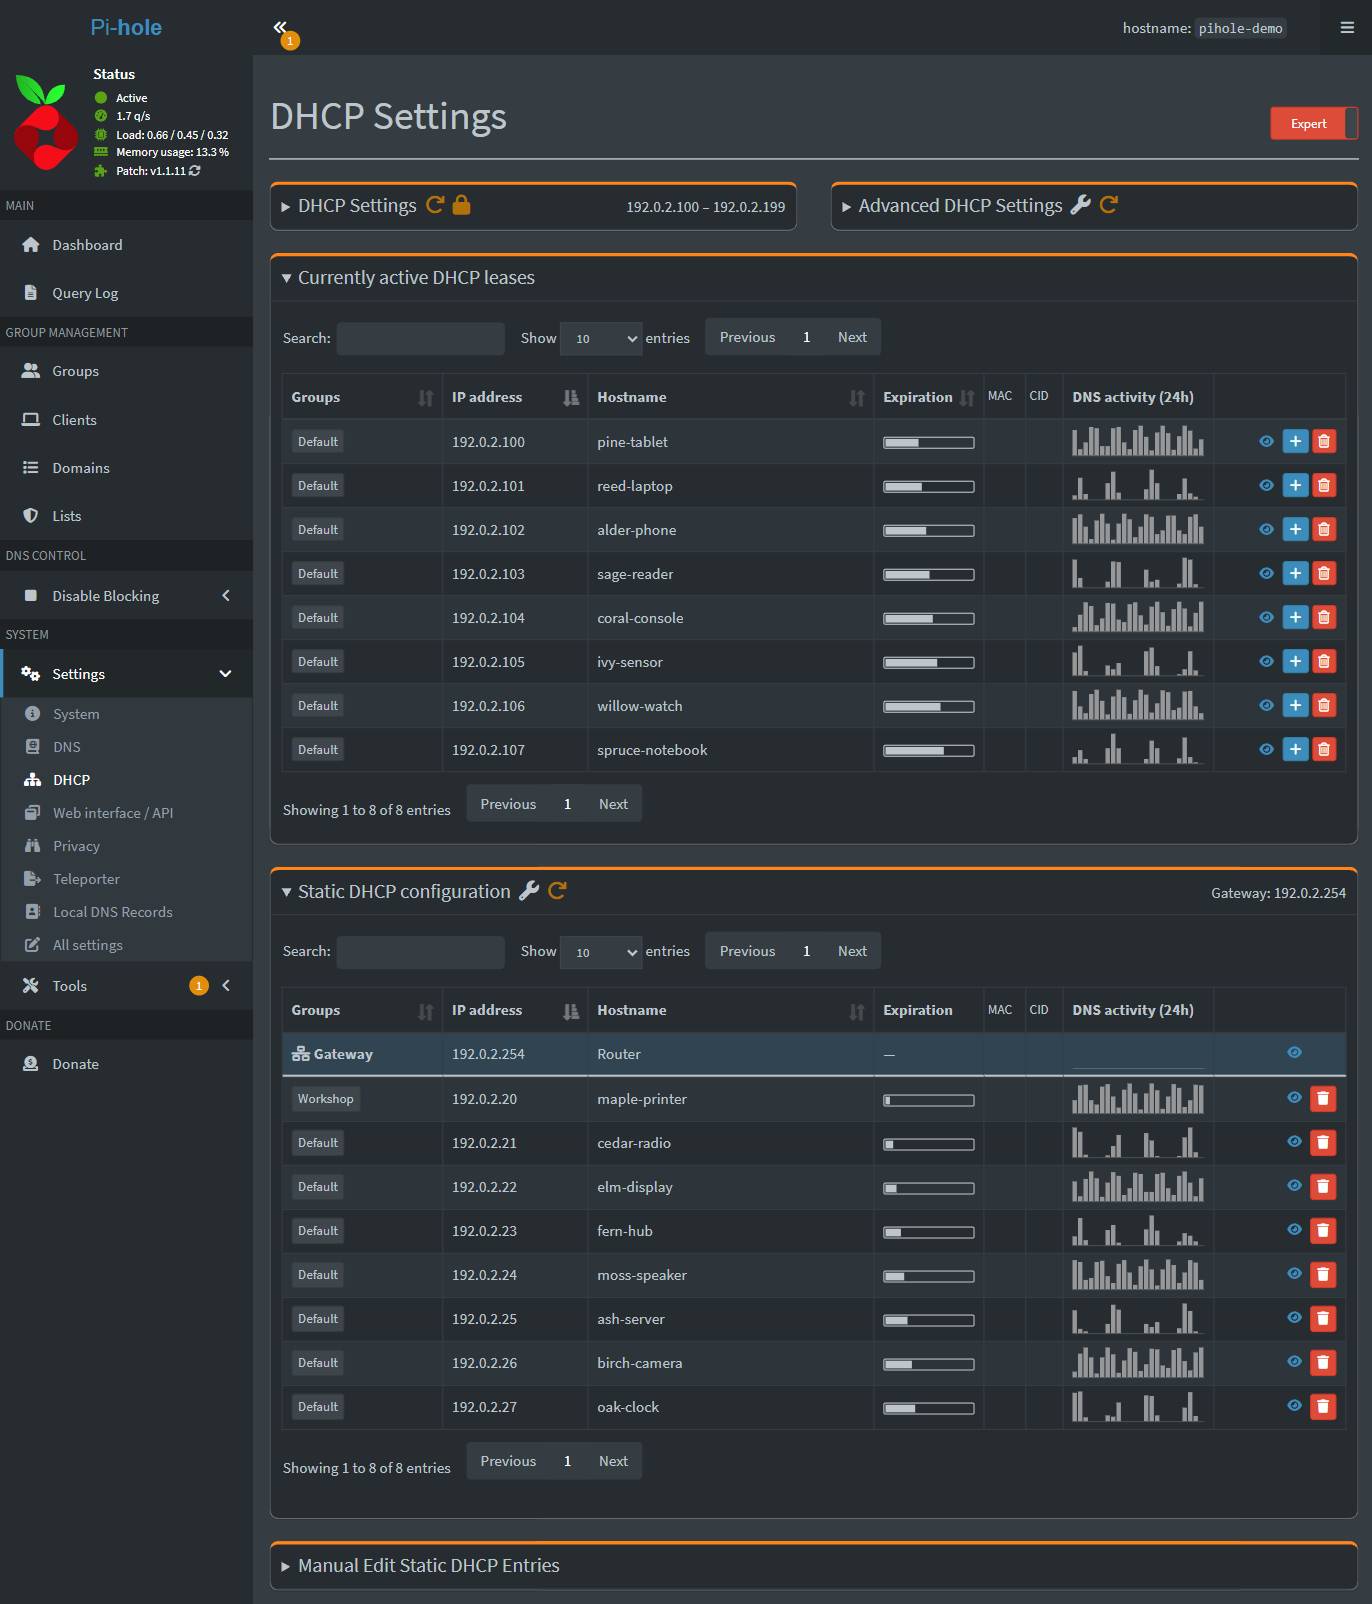 Pi-hole
1
hostname: pihole-demo
Status
Active
1.7 q/s
Load: 0.66 / 0.45 / 0.32
Memory usage: 13.3 %
Patch: v1.1.11
MAIN
Dashboard
Query Log
GROUP MANAGEMENT
Groups
Clients
Domains
Lists
DNS CONTROL
Disable Blocking
SYSTEM
Settings
System
DNS
DHCP
Web interface / API
Privacy
Teleporter
Local DNS Records
All settings
Tools 1
DONATE
Donate
DHCP Settings
Expert
DHCP Settings 192.0.2.100 – 192.0.2.199
Advanced DHCP Settings
Currently active DHCP leases
Search: Show 10 entries Previous 1 Next
Groups IP address Hostname Expiration MAC CID DNS activity (24h)
Default 192.0.2.100 pine-tablet
Default 192.0.2.101 reed-laptop
Default 192.0.2.102 alder-phone
Default 192.0.2.103 sage-reader
Default 192.0.2.104 coral-console
Default 192.0.2.105 ivy-sensor
Default 192.0.2.106 willow-watch
Default 192.0.2.107 spruce-notebook
Showing 1 to 8 of 8 entries Previous 1 Next
Static DHCP configuration Gateway: 192.0.2.254
Search: Show 10 entries Previous 1 Next
Groups IP address Hostname Expiration MAC CID DNS activity (24h)
Gateway 192.0.2.254 Router —
Workshop 192.0.2.20 maple-printer
Default 192.0.2.21 cedar-radio
Default 192.0.2.22 elm-display
Default 192.0.2.23 fern-hub
Default 192.0.2.24 moss-speaker
Default 192.0.2.25 ash-server
Default 192.0.2.26 birch-camera
Default 192.0.2.27 oak-clock
Showing 1 to 8 of 8 entries Previous 1 Next
Manual Edit Static DHCP Entries